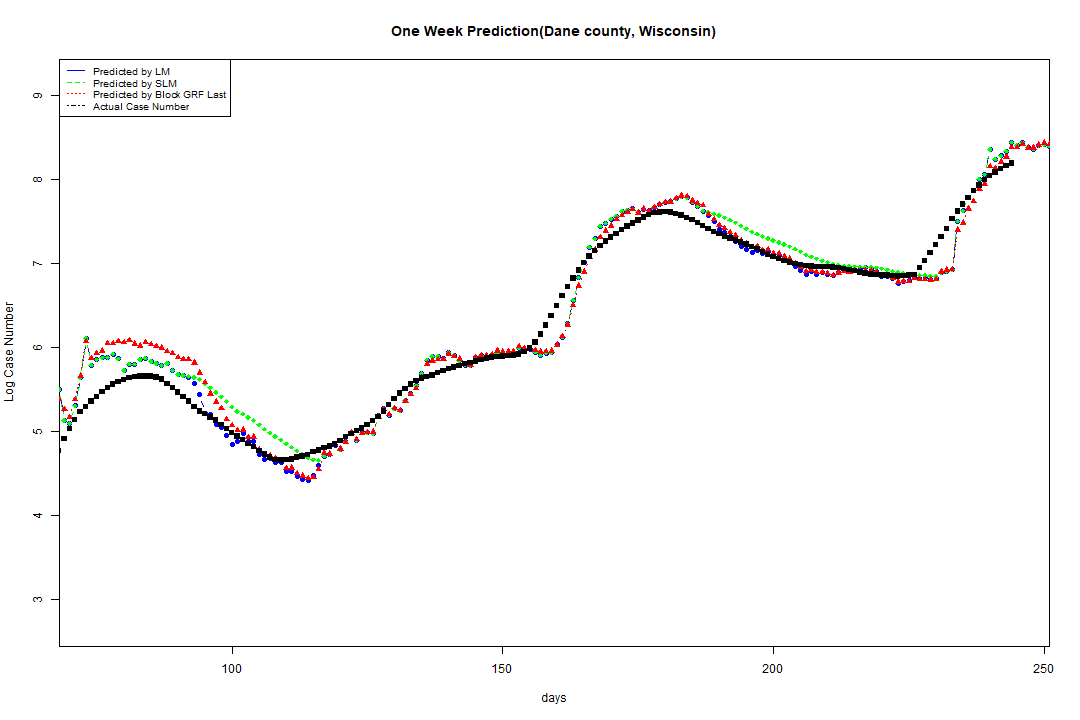 One Week Prediction(Dane county, Wisconsin)
Predicted by LM
Predicted by SLM
Predicted by Block GRF Last
Actual Case Number
9
8
7
6
5
4
3
Log Case Number
100 150 200 250
days